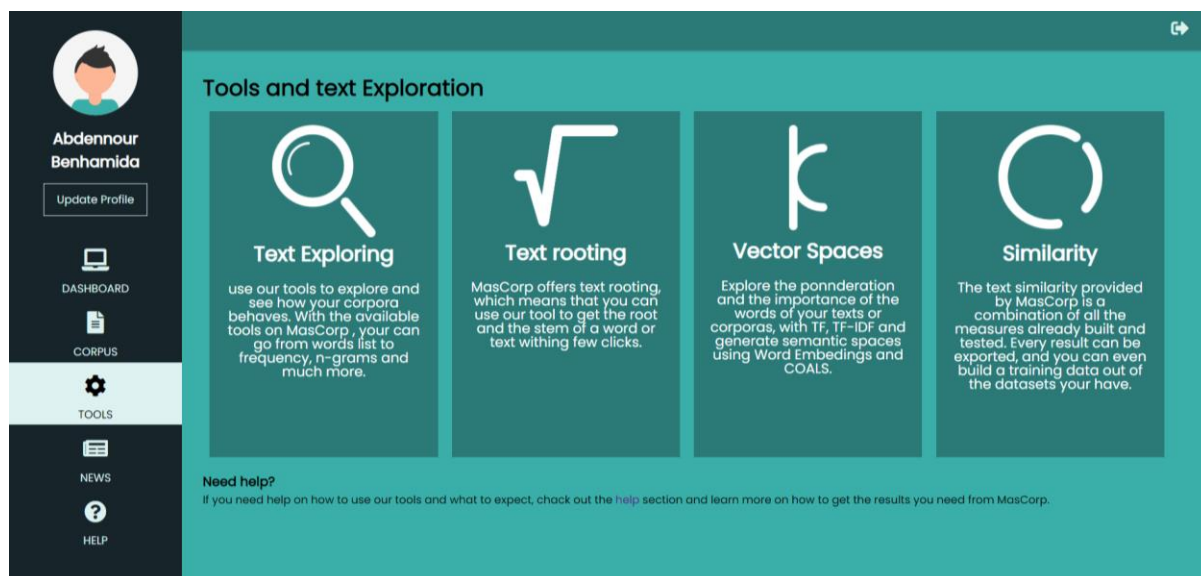 Abdennour
Benhamida
Update Profile
DASHBOARD
CORPUS
TOOLS
NEWS
HELP
Tools and text Exploration
Text Exploring
use our tools to explore and
see how your corpora
behaves. With the available
tools on MasCorp , your can
go from words list to
frequency, n-grams and
much more.
Text rooting
MasCorp offers text rooting,
which means that you can
use our tool to get the root
and the stem of a word or
text withing few clicks.
Vector Spaces
Explore the ponnderation
and the importance of the
words of your texts or
corporas, with TF, TF-IDF and
generate semantic spaces
using Word Embedings and
COALS.
Similarity
The text similarity provided
by MasCorp is a
combination of all the
measures already built and
tested. Every result can be
exported, and you can even
build a training data out of
the datasets your have.
Need help?
If you need help on how to use our tools and what to expect, chack out the help section and learn more on how to get the results you need from MasCorp.